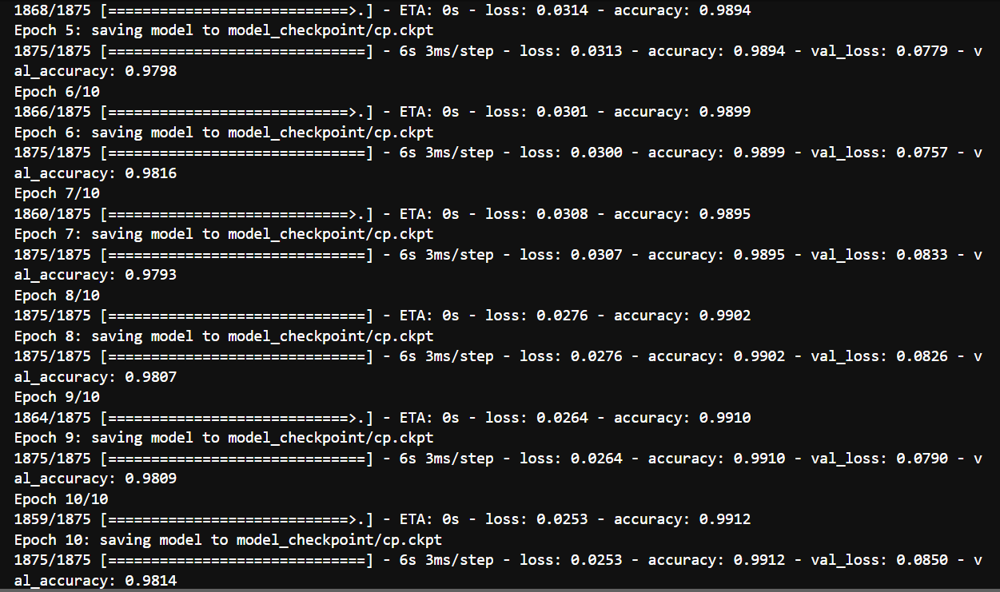 1868/1875 [============================>.] - ETA: 0s - loss: 0.0314 - accuracy: 0.9894
Epoch 5: saving model to model_checkpoint/cp.ckpt
1875/1875 [==============================] - 6s 3ms/step - loss: 0.0313 - accuracy: 0.9894 - val_loss: 0.0779 - v
al_accuracy: 0.9798
Epoch 6/10
1866/1875 [============================>.] - ETA: 0s - loss: 0.0301 - accuracy: 0.9899
Epoch 6: saving model to model_checkpoint/cp.ckpt
1875/1875 [==============================] - 6s 3ms/step - loss: 0.0300 - accuracy: 0.9899 - val_loss: 0.0757 - v
al_accuracy: 0.9816
Epoch 7/10
1860/1875 [============================>.] - ETA: 0s - loss: 0.0308 - accuracy: 0.9895
Epoch 7: saving model to model_checkpoint/cp.ckpt
1875/1875 [==============================] - 6s 3ms/step - loss: 0.0307 - accuracy: 0.9895 - val_loss: 0.0833 - v
al_accuracy: 0.9793
Epoch 8/10
1875/1875 [==============================] - ETA: 0s - loss: 0.0276 - accuracy: 0.9902
Epoch 8: saving model to model_checkpoint/cp.ckpt
1875/1875 [==============================] - 6s 3ms/step - loss: 0.0276 - accuracy: 0.9902 - val_loss: 0.0826 - v
al_accuracy: 0.9807
Epoch 9/10
1864/1875 [============================>.] - ETA: 0s - loss: 0.0264 - accuracy: 0.9910
Epoch 9: saving model to model_checkpoint/cp.ckpt
1875/1875 [==============================] - 6s 3ms/step - loss: 0.0264 - accuracy: 0.9910 - val_loss: 0.0790 - v
al_accuracy: 0.9809
Epoch 10/10
1859/1875 [============================>.] - ETA: 0s - loss: 0.0253 - accuracy: 0.9912
Epoch 10: saving model to model_checkpoint/cp.ckpt
1875/1875 [==============================] - 6s 3ms/step - loss: 0.0253 - accuracy: 0.9912 - val_loss: 0.0850 - v
al_accuracy: 0.9814